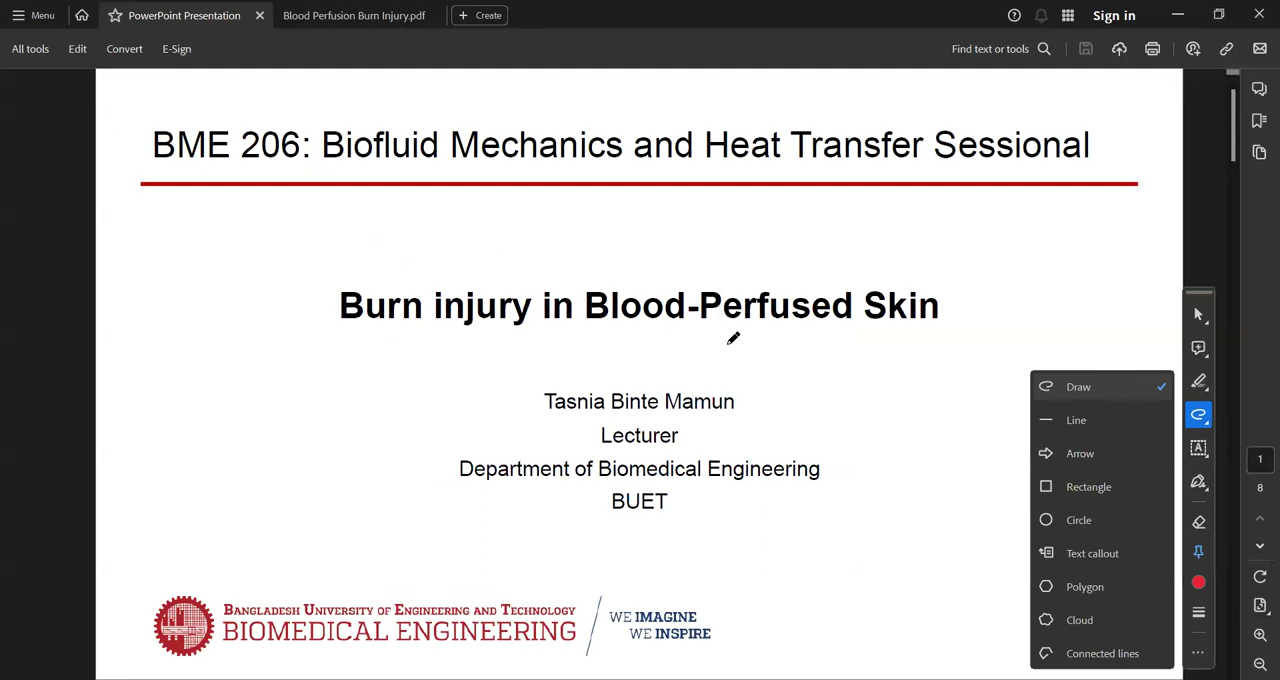 Menu
PowerPoint Presentation
Blood Perfusion Burn Injury.pdf
Create
Sign in
All tools
Edit
Convert
E-Sign
Find text or tools
BME 206: Biofluid Mechanics and Heat Transfer Sessional
Burn injury in Blood-Perfused Skin
Tasnia Binte Mamun
Lecturer
Department of Biomedical Engineering
BUET
BANGLADESH UNIVERSITY OF ENGINEERING AND TECHNOLOGY
BIOMEDICAL ENGINEERING
WE IMAGINE
WE INSPIRE
Draw
Line
Arrow
Rectangle
Circle
Text callout
Polygon
Cloud
Connected lines
A
1
8